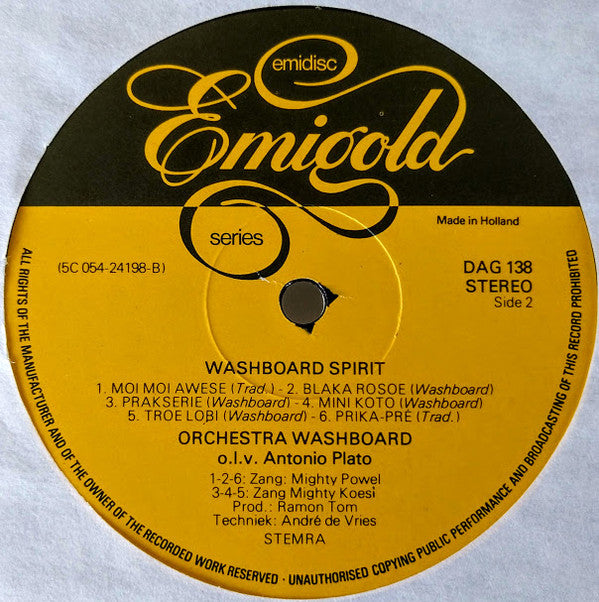 emidisc
Emigold
series
Made in Holland
(5C 054-24198-B)
DAG 138
STEREO
Side 2
WASHBOARD SPIRIT
1. MOI MOI AWESE (Trad.) - 2. BLAKA ROSOE (Washboard)
3. PRAKSERIE (Washboard) - 4. MINI KOTO (Washboard)
5. TROE LOBI (Washboard) - 6. PRIKA-PRÉ (Trad.)
ORCHESTRA WASHBOARD
o.l.v. Antonio Plato
1-2-6: Zang: Mighty Powel
3-4-5: Zang Mighty Koesi
Prod.: Ramon Tom
Techniek: André de Vries
STEMRA
ALL RIGHTS OF THE MANUFACTURER AND OF THE OWNER OF THE RECORDED WORK RESERVED · UNAUTHORISED COPYING PUBLIC PERFORMANCE AND BROADCASTING OF THIS RECORD PROHIBITED